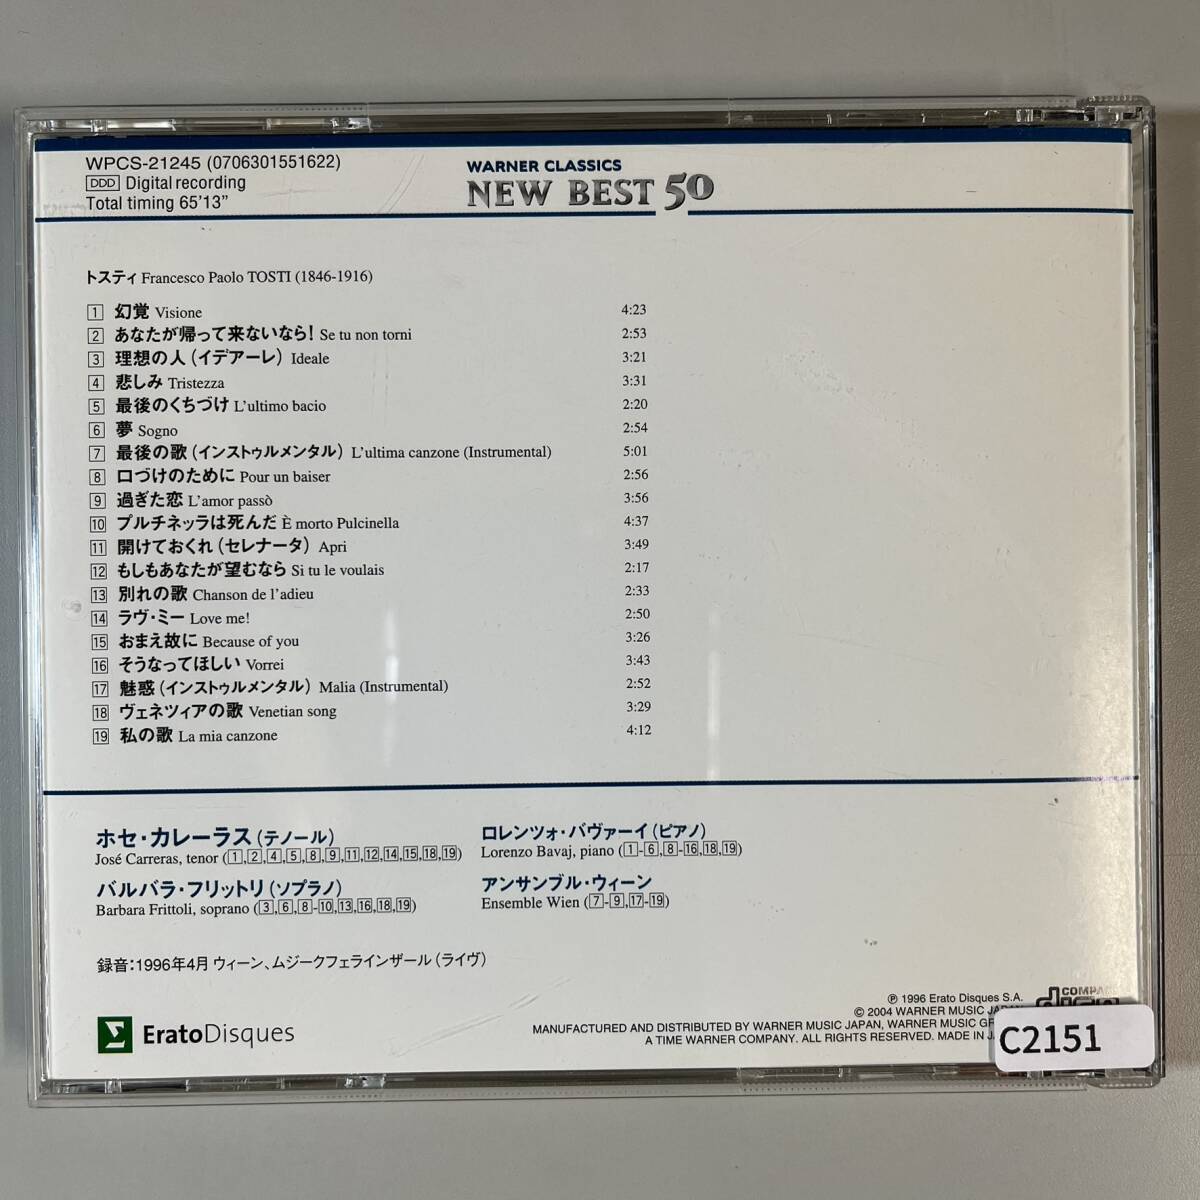 WPCS-21245 (0706301551622)
DDD Digital recording
Total timing 65'13"
WARNER CLASSICS
NEW BEST 50
トスティ Francesco Paolo TOSTI (1846-1916)
1 幻覚 Visione 4:23
2 あなたが帰って来ないなら! Se tu non torni 2:53
3 理想の人(イデアーレ) Ideale 3:21
4 悲しみ Tristezza 3:31
5 最後のくちづけ L'ultimo bacio 2:20
6 夢 Sogno 2:54
7 最後の歌(インストゥルメンタル) L'ultima canzone (Instrumental) 5:01
8 口づけのために Pour un baiser 2:56
9 過ぎた恋 L'amor passò 3:56
10 プルチネッラは死んだ È morto Pulcinella 4:37
11 開けておくれ(セレナータ) Apri 3:49
12 もしもあなたが望むなら Si tu le voulais 2:17
13 別れの歌 Chanson de l'adieu 2:33
14 ラヴ・ミー Love me! 2:50
15 おまえ故に Because of you 3:26
16 そうなってほしい Vorrei 3:43
17 魅惑(インストゥルメンタル) Malia (Instrumental) 2:52
18 ヴェネツィアの歌 Venetian song 3:29
19 私の歌 La mia canzone 4:12
ホセ・カレーラス(テノール)
José Carreras, tenor (1,2,4,5,8,9,11,12,14,15,18,19)
バルバラ・フリットリ(ソプラノ)
Barbara Frittoli, soprano (3,6,8-10,13,16,18,19)
ロレンツォ・バヴァーイ(ピアノ)
Lorenzo Bavaj, piano (1-6,8-16,18,19)
アンサンブル・ウィーン
Ensemble Wien (7-9,17-19)
録音:1996年4月 ウィーン、ムジークフェラインザール(ライヴ)
ErатoDisques
℗ 1996 Erato Disques S.A.
© 2004 WARNER MUSIC JAPAN
MANUFACTURED AND DISTRIBUTED BY WARNER MUSIC JAPAN, WARNER MUSIC GR
A TIME WARNER COMPANY. ALL RIGHTS RESERVED. MADE IN
C2151